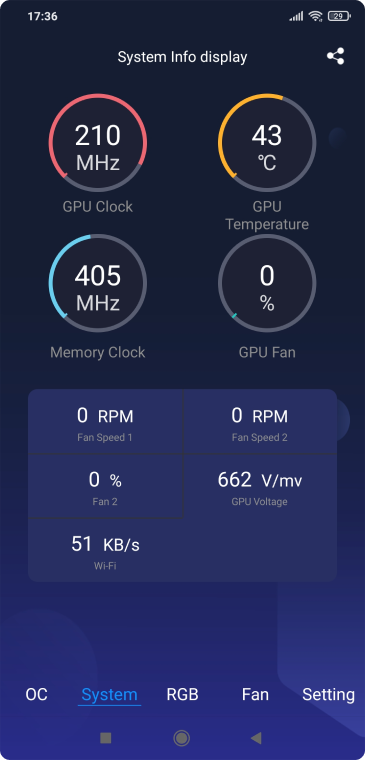 17:36
29
System Info display
210
MHz
GPU Clock
43
℃
GPU
Temperature
405
MHz
Memory Clock
0
%
GPU Fan
0 RPM
Fan Speed 1
0 RPM
Fan Speed 2
0 %
Fan 2
662 V/mv
GPU Voltage
51 KB/s
Wi-Fi
OC System RGB Fan Setting